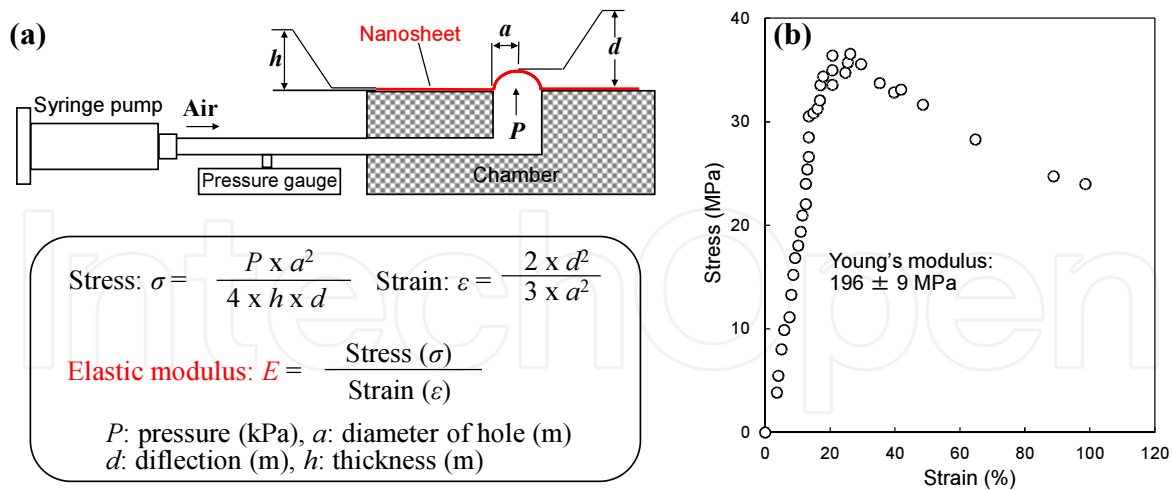 (a)
h
Nanosheet
a
d
Syringe pump
Air
P
Pressure gauge
Chamber
Stress: σ = P x a² / 4 x h x d Strain: ε = 2 x d² / 3 x a²
Elastic modulus: E = Stress (σ) / Strain (ε)
P: pressure (kPa), a: diameter of hole (m)
d: diflection (m), h: thickness (m)
(b)
40
30
20
10
0
Stress (MPa)
Young's modulus:
196 ± 9 MPa
0 20 40 60 80 100 120
Strain (%)
IntechOpen